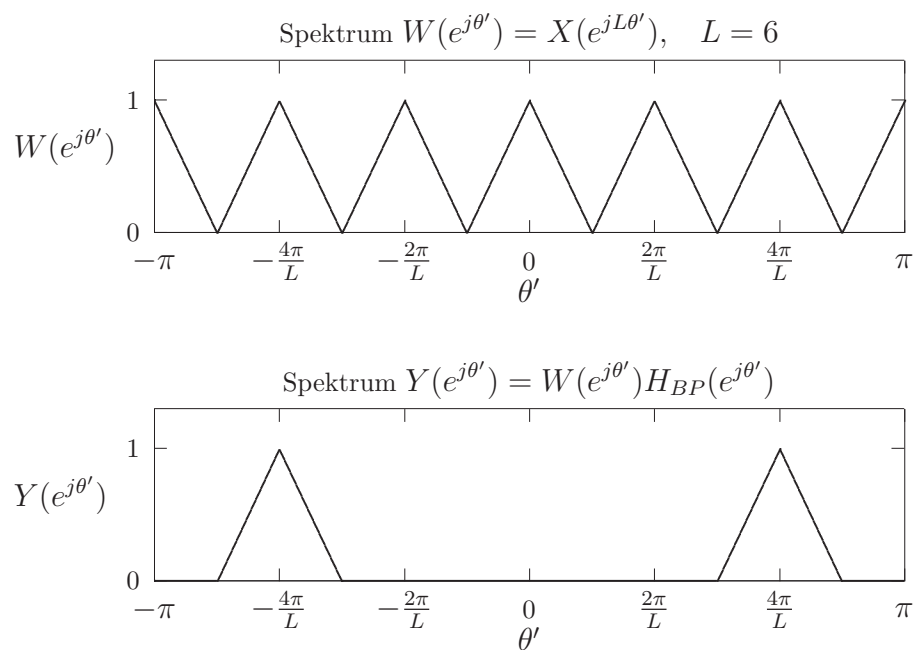 Spektrum W(e^{jθ′}) = X(e^{jLθ′}), L = 6
1
W(e^{jθ′})
0
−π −4π/L −2π/L 0 2π/L 4π/L π
θ′
Spektrum Y(e^{jθ′}) = W(e^{jθ′})H_{BP}(e^{jθ′})
1
Y(e^{jθ′})
0
−π −4π/L −2π/L 0 2π/L 4π/L π
θ′